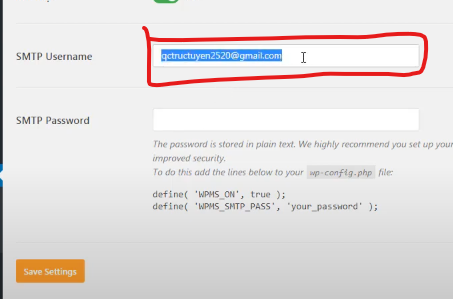 SMTP Username
qctructuyen2520@gmail.com
SMTP Password
The password is stored in plain text. We highly recommend you set up your
improved security.
To do this add the lines below to your wp-config.php file:
define( 'WPMS_ON', true );
define( 'WPMS_SMTP_PASS', 'your_password' );
Save Settings